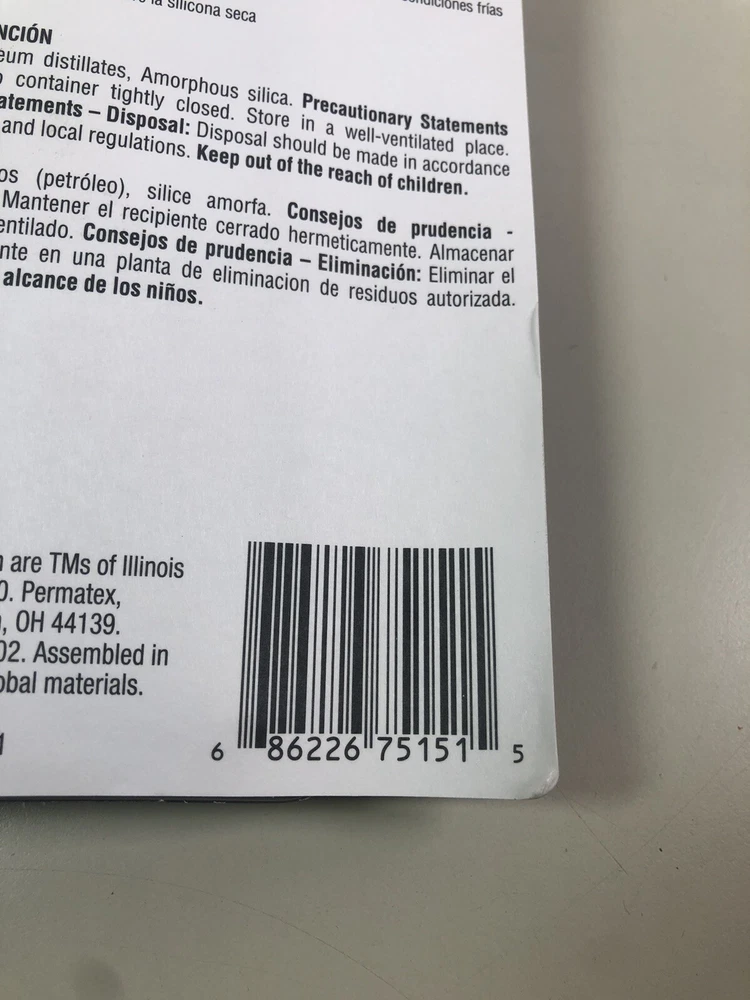 la silicona seca
condiciones frías
NCIÓN
eum distillates, Amorphous silica. Precautionary Statements
container tightly closed. Store in a well-ventilated place.
atements – Disposal: Disposal should be made in accordance
and local regulations. Keep out of the reach of children.
os (petróleo), silice amorfa. Consejos de prudencia -
Mantener el recipiente cerrado hermeticamente. Almacenar
entilado. Consejos de prudencia – Eliminación: Eliminar el
nte en una planta de eliminacion de residuos autorizada.
alcance de los niños.
are TMs of Illinois
0. Permatex,
, OH 44139.
02. Assembled in
obal materials.
6 86226 75151 5